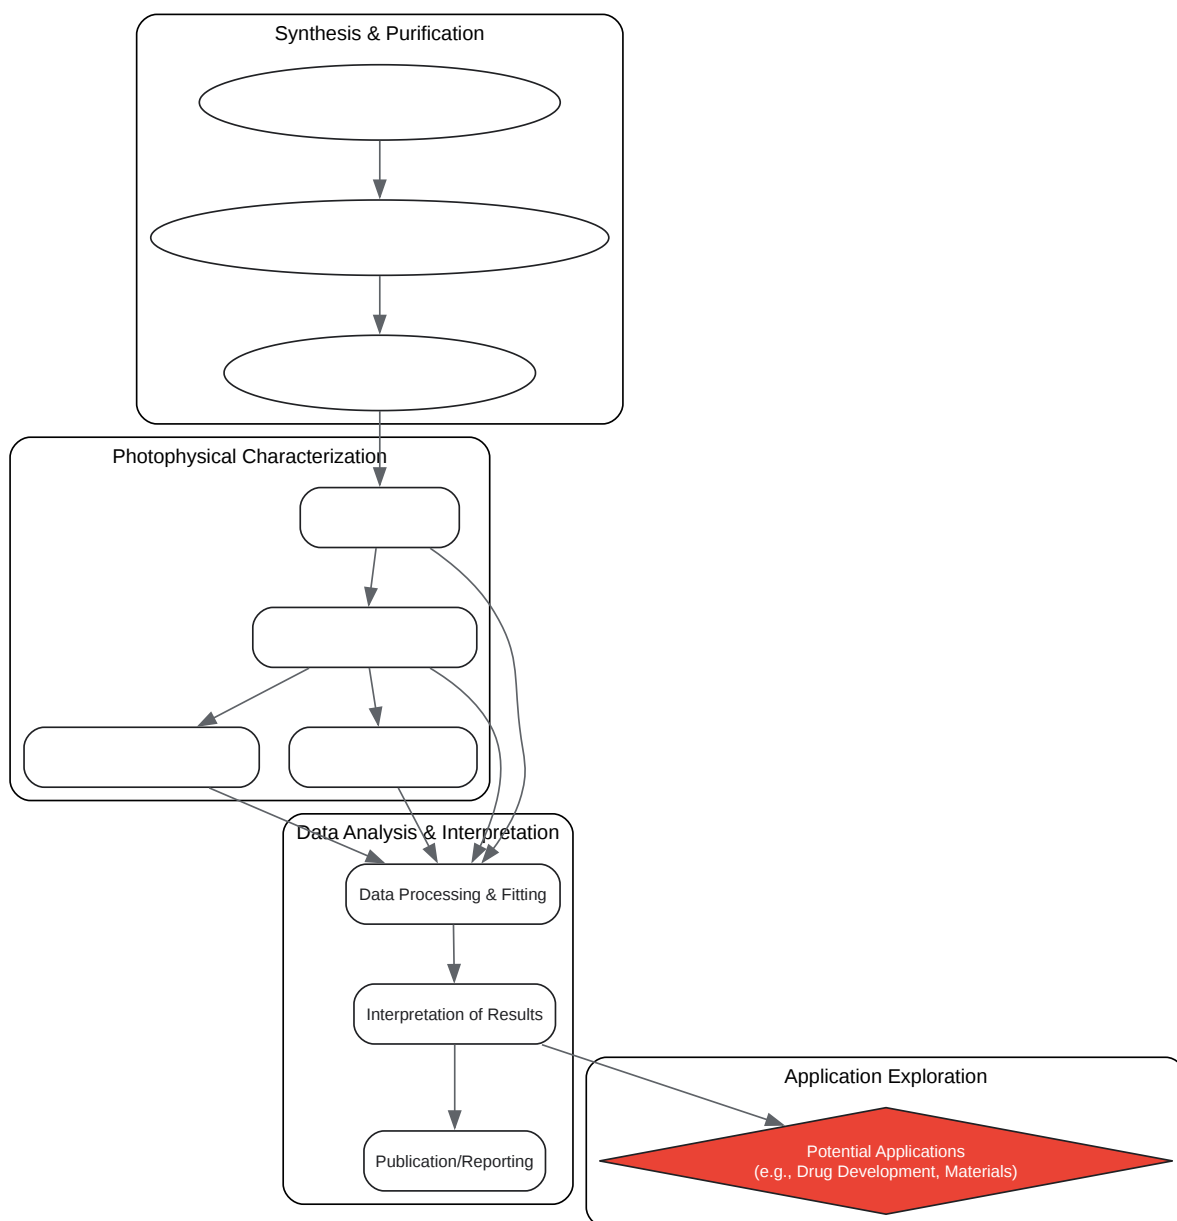 Synthesis & Purification
Photophysical Characterization
Data Analysis & Interpretation
Data Processing & Fitting
Interpretation of Results
Publication/Reporting
Application Exploration
Potential Applications
(e.g., Drug Development, Materials)